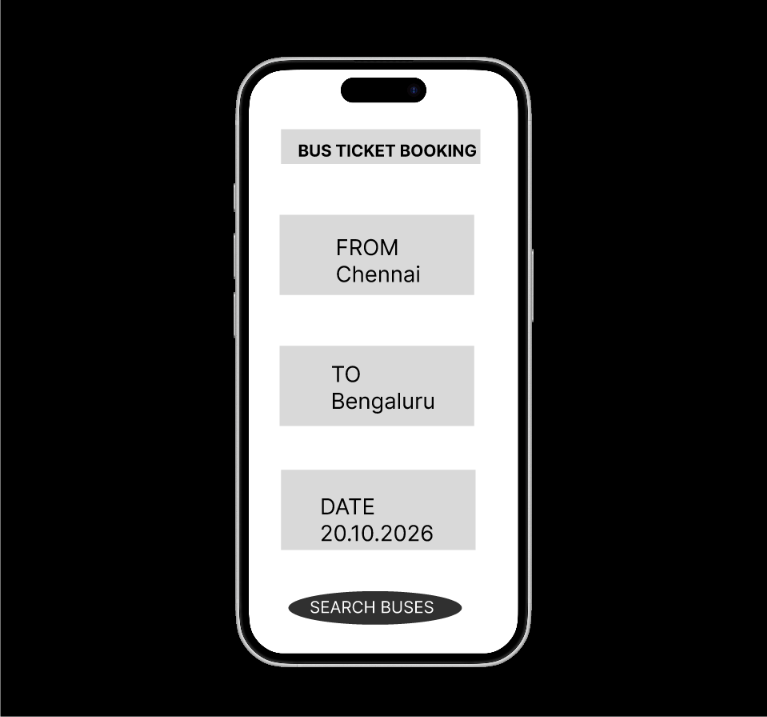 BUS TICKET BOOKING
FROM
Chennai
TO
Bengaluru
DATE
20.10.2026
SEARCH BUSES